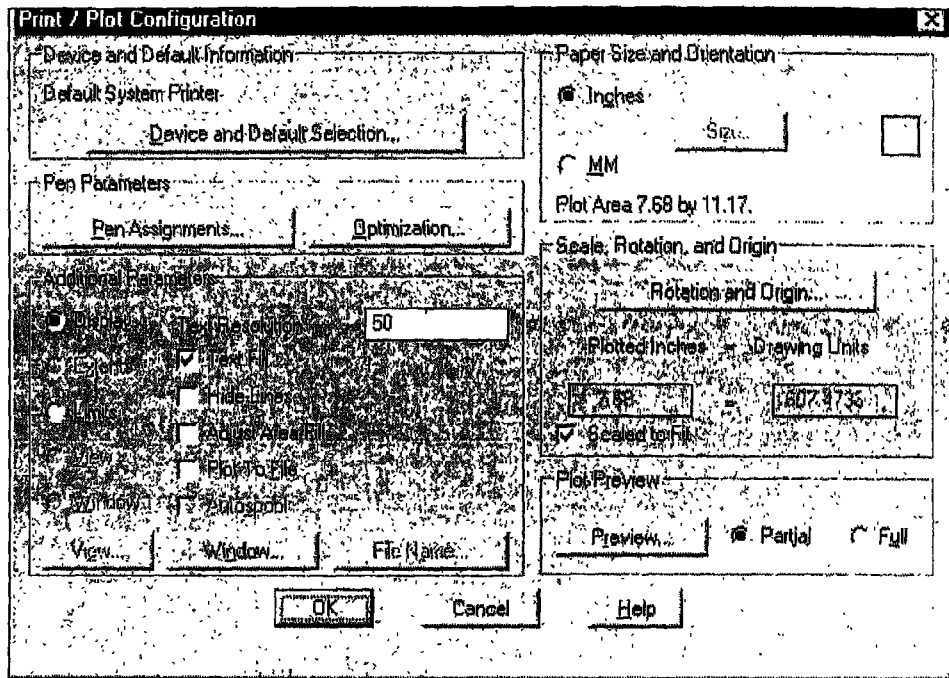 Print / Plot Configuration
Device and Default Information
Default System Printer
Device and Default Selection...
Pen Parameters
Pen Assignments...
Optimization...
Additional Parameters
Display
Text Resolution
50
Extents
Text Fill
Limits
Hide Lines
Adjust Area Fill
View
Plot To File
Window
Autospool
View...
Window...
File Name...
Paper Size and Orientation
Inches
Size...
MM
Plot Area 7.68 by 11.17.
Scale, Rotation, and Origin
Rotation and Origin...
Plotted Inches = Drawing Units
7.68 =
Scaled to Fit
Plot Preview
Preview...
Partial
Full
OK
Cancel
Help